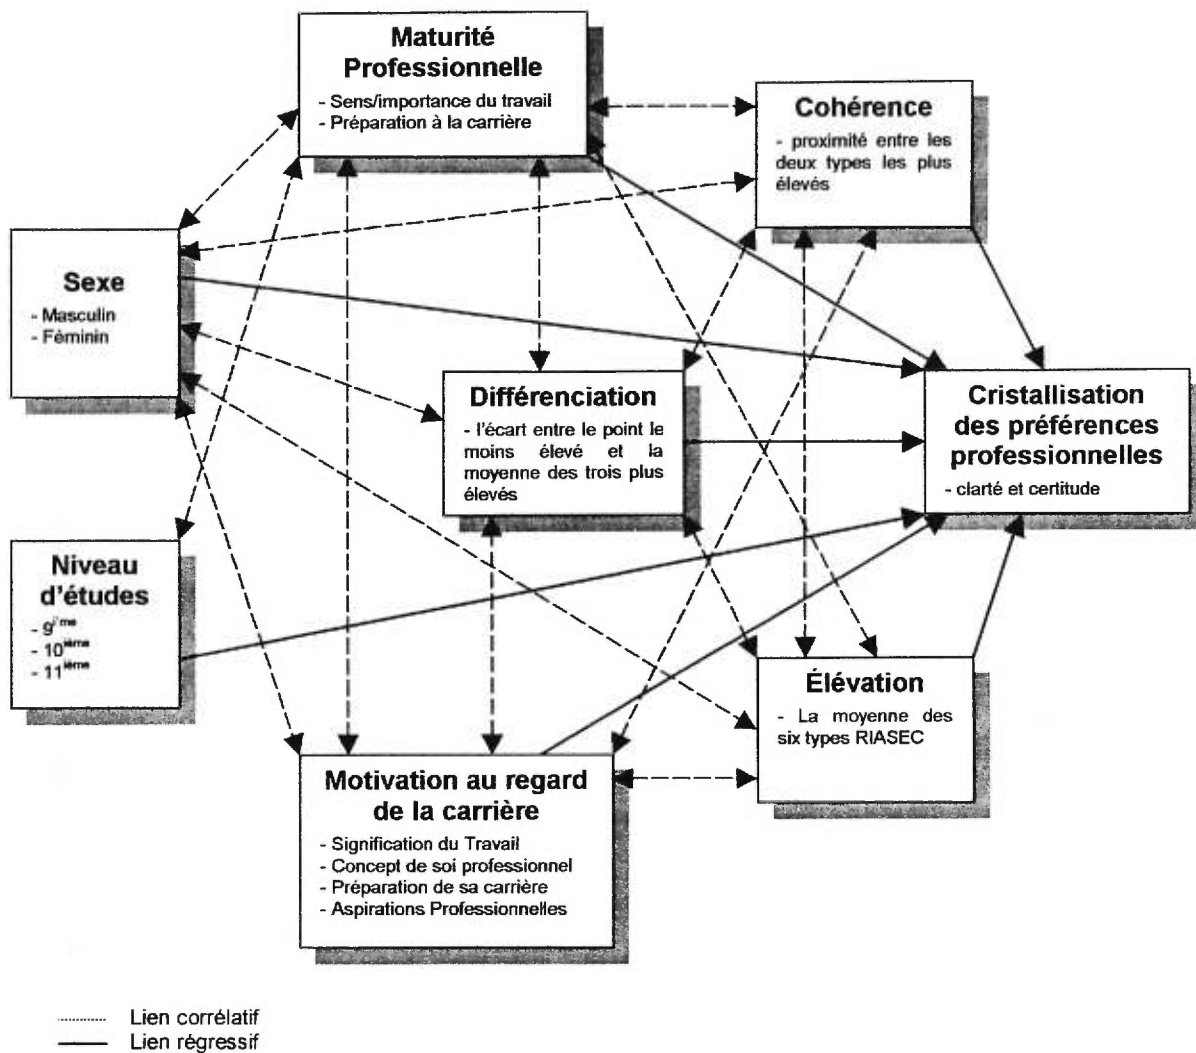 Maturité
Professionnelle
- Sens/importance du travail
- Préparation à la carrière
Cohérence
- proximité entre les
deux types les plus
élevés
Sexe
- Masculin
- Féminin
Différenciation
- l'écart entre le point le
moins élevé et la
moyenne des trois plus
élevés
Cristallisation
des préférences
professionnelles
- clarté et certitude
Niveau
d'études
- 9
- 10ième
- 11ième
Élévation
- La moyenne des
six types RIASEC
Motivation au regard
de la carrière
- Signification du Travail
- Concept de soi professionnel
- Préparation de sa carrière
- Aspirations Professionnelles
Lien corrélatif
Lien régressif